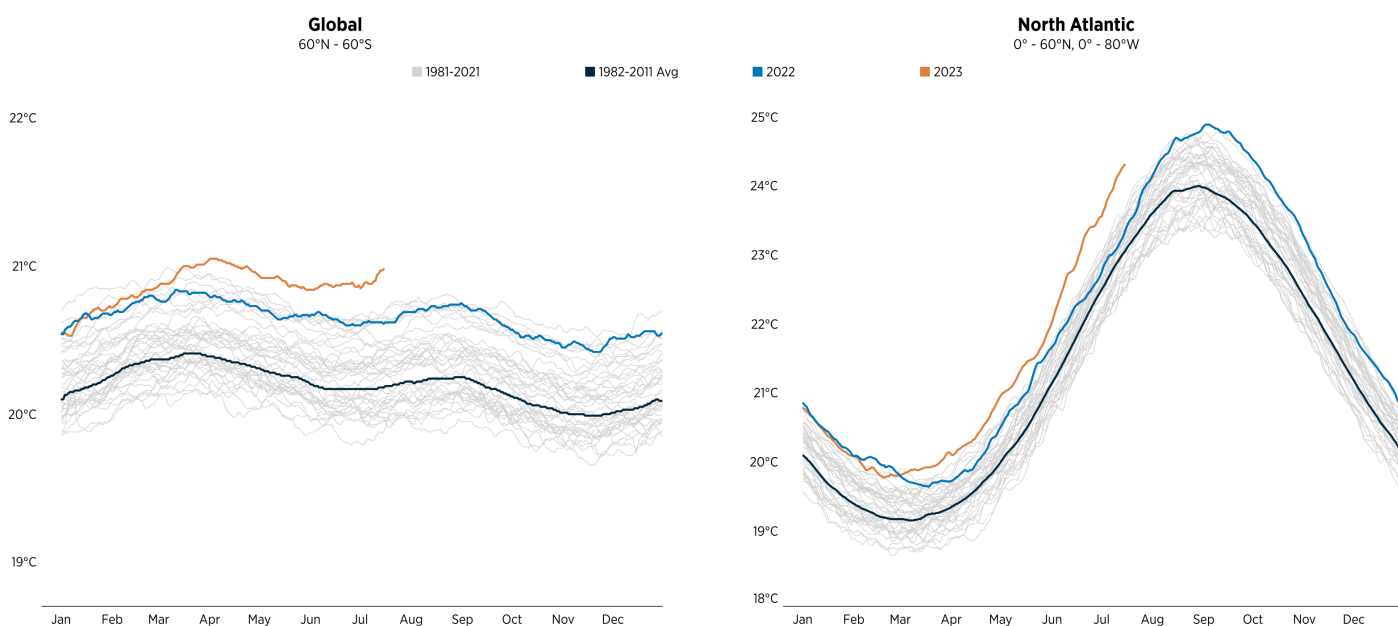 Global
60°N - 60°S
North Atlantic
0° - 60°N, 0° - 80°W
1981-2021
1982-2011 Avg
2022
2023
22°C
21°C
20°C
19°C
Jan Feb Mar Apr May Jun Jul Aug Sep Oct Nov Dec
25°C
24°C
23°C
22°C
21°C
20°C
19°C
18°C
Jan Feb Mar Apr May Jun Jul Aug Sep Oct Nov Dec